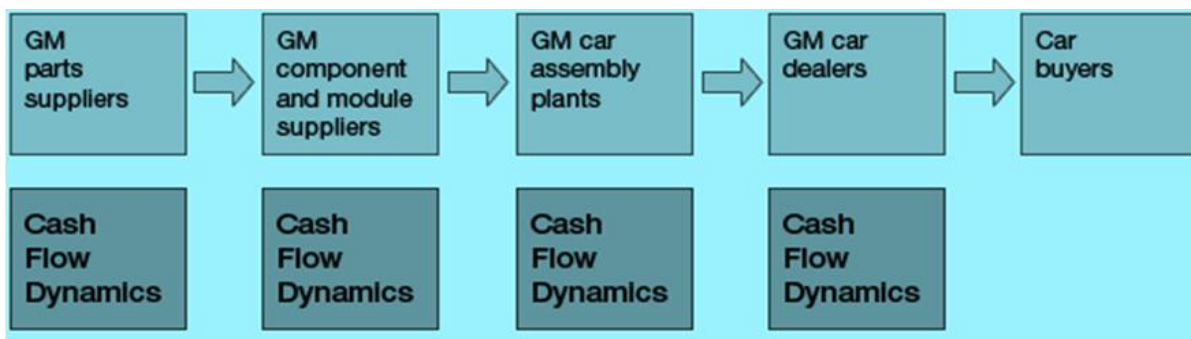 GM
parts
suppliers
GM
component
and module
suppliers
GM car
assembly
plants
GM car
dealers
Car
buyers
Cash
Flow
Dynamics
Cash
Flow
Dynamics
Cash
Flow
Dynamics
Cash
Flow
Dynamics